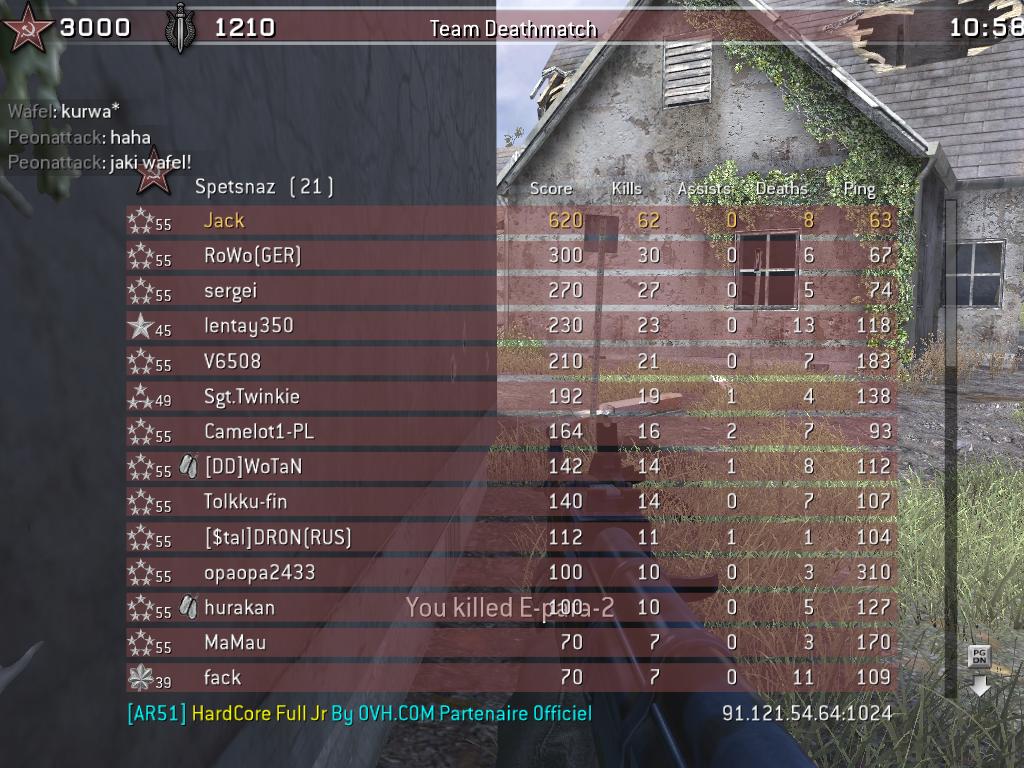 3000 1210 Team Deathmatch 10:58
Wafel: kurwa*
Peonattack: haha
Peonattack: jaki wafel!
Spetsnaz (21) Score Kills Assists Deaths Ping
55 Jack 620 62 0 8 63
55 RoWo(GER) 300 30 0 6 67
55 sergei 270 27 0 5 74
45 lentay350 230 23 0 13 118
55 V6508 210 21 0 7 183
49 Sgt.Twinkie 192 19 1 4 138
55 Camelot1-PL 164 16 2 7 93
55 [DD]WoTaN 142 14 1 8 112
55 Tolkku-fin 140 14 0 7 107
55 [$tal]DRON(RUS) 112 11 1 1 104
55 opaopa2433 100 10 0 3 310
55 hurakan 100 10 0 5 127
You killed
55 MaMau 70 7 0 3 170
39 fack 70 7 0 11 109
PG DN
[AR51] HardCore Full Jr By OVH.COM Partenaire Officiel 91.121.54.64:1024